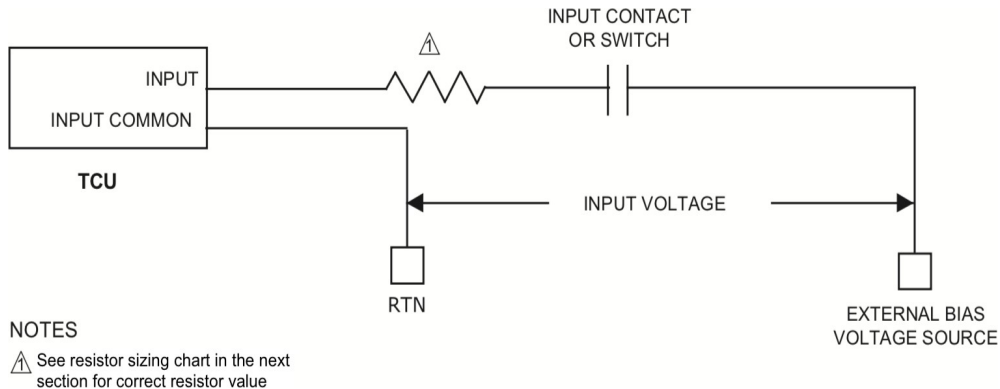 INPUT CONTACT
OR SWITCH
1
INPUT
INPUT COMMON
TCU
INPUT VOLTAGE
RTN
EXTERNAL BIAS
VOLTAGE SOURCE
NOTES
1 See resistor sizing chart in the next
section for correct resistor value